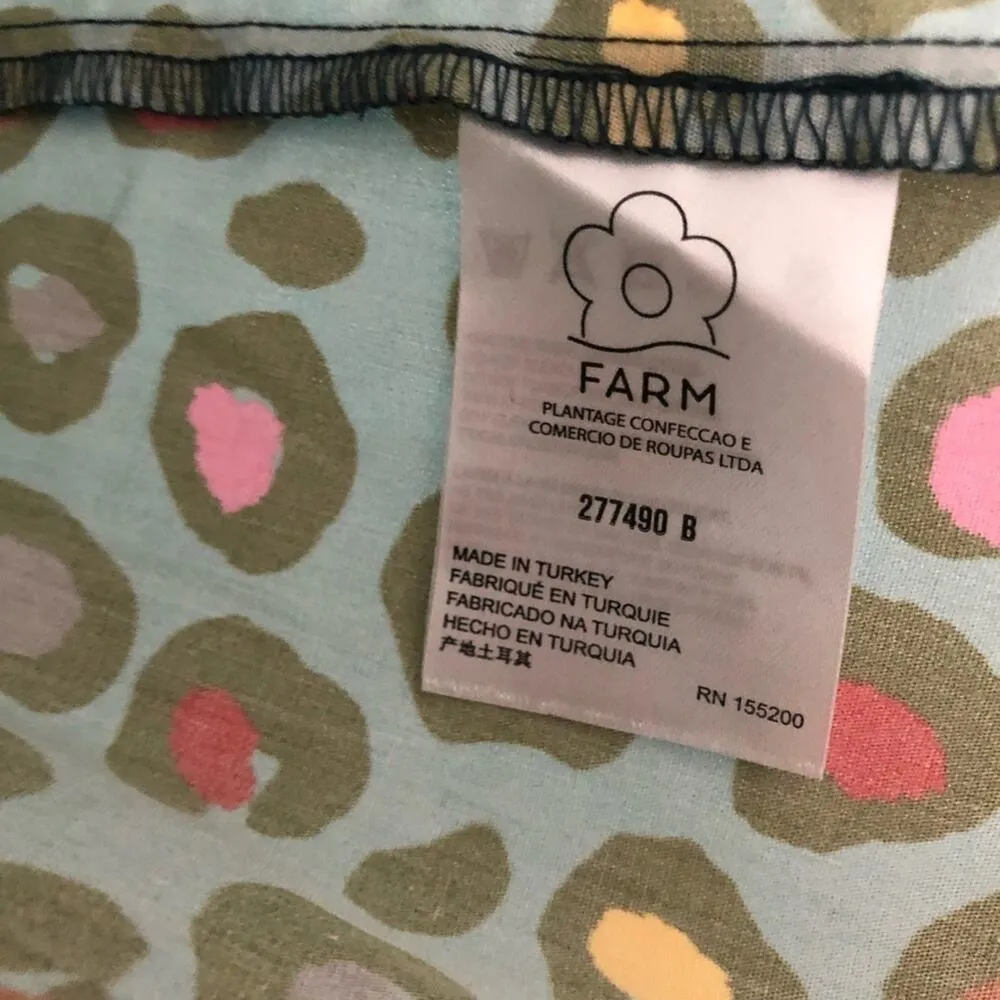 FARM
PLANTAGE CONFECCAO E
COMERCIO DE ROUPAS LTDA
277490 B
MADE IN TURKEY
FABRIQUÉ EN TURQUIE
FABRICADO NA TURQUIA
HECHO EN TURQUIA
产地土耳其
RN 155200